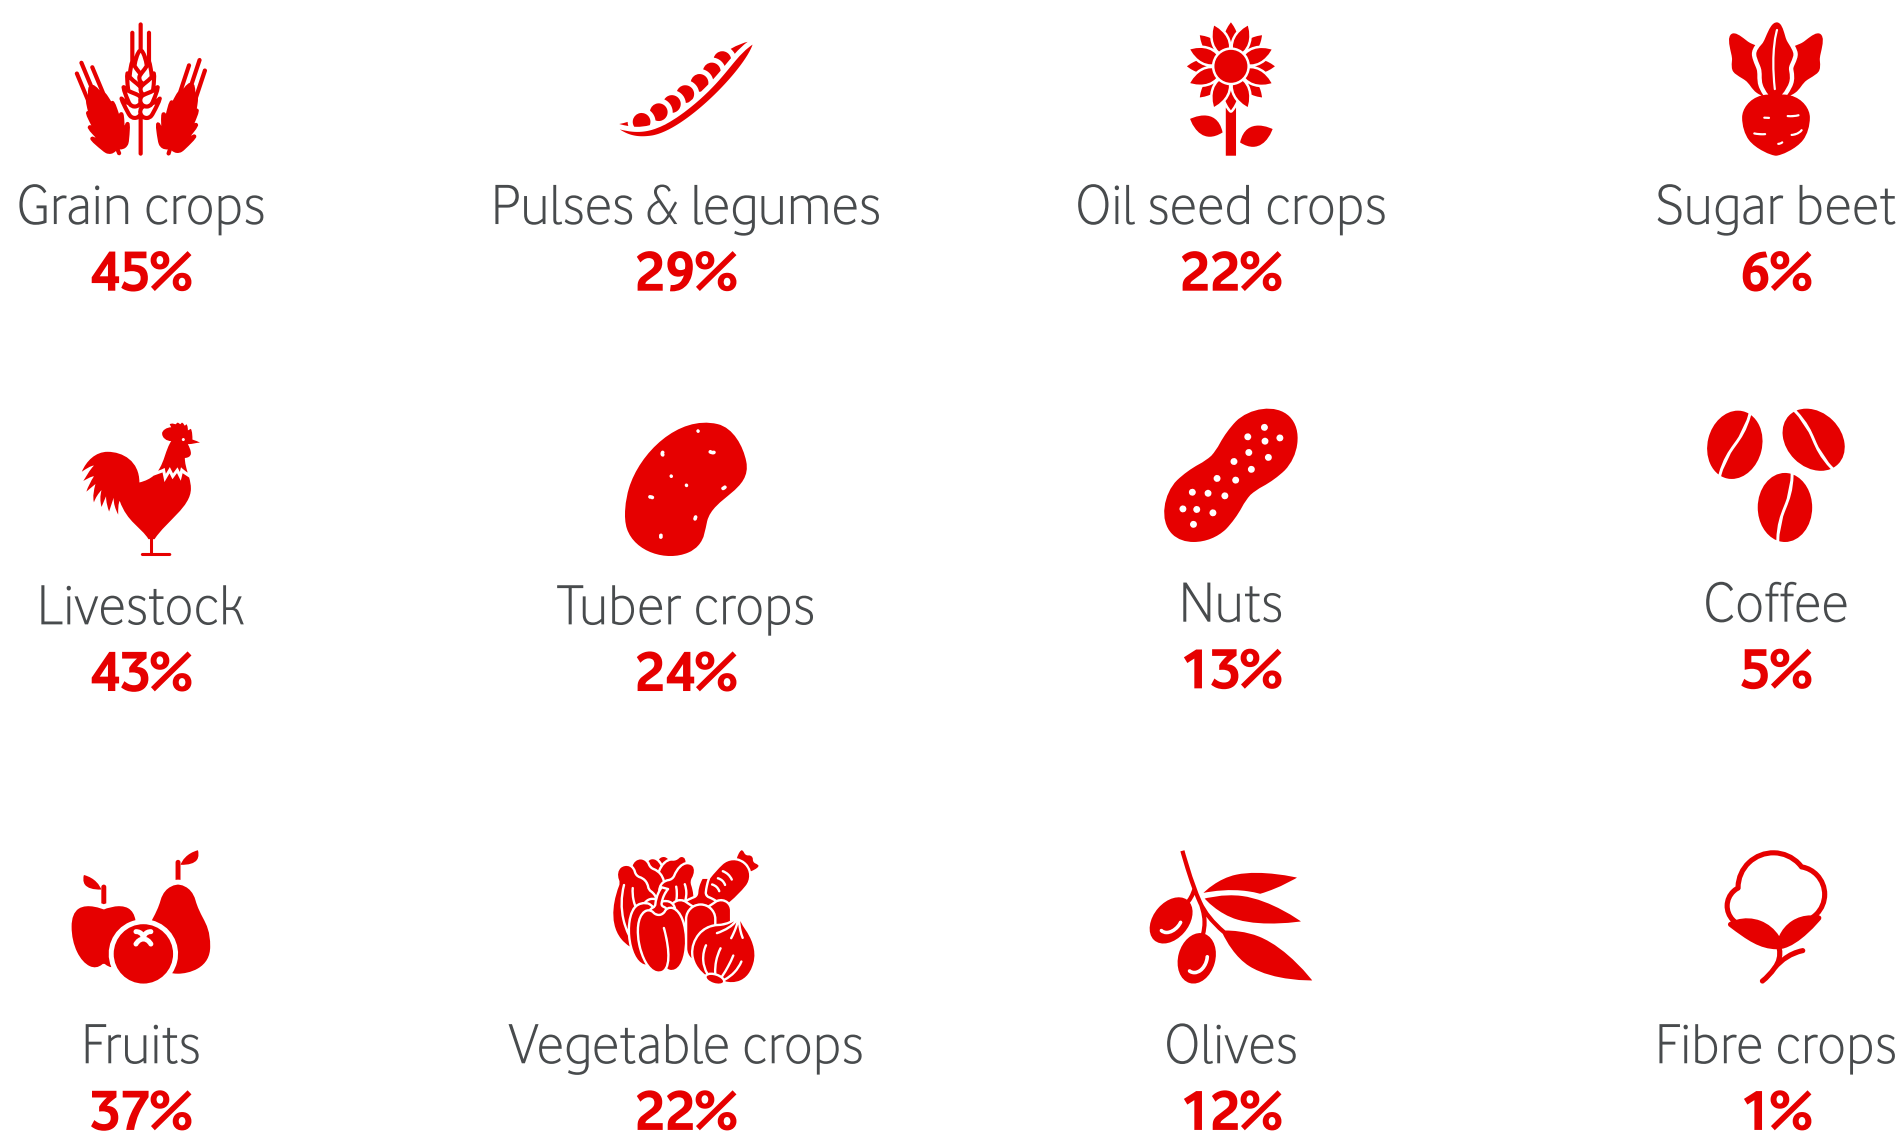 Grain crops
45%
Pulses & legumes
29%
Oil seed crops
22%
Sugar beet
6%
Livestock
43%
Tuber crops
24%
Nuts
13%
Coffee
5%
Fruits
37%
Vegetable crops
22%
Olives
12%
Fibre crops
1%